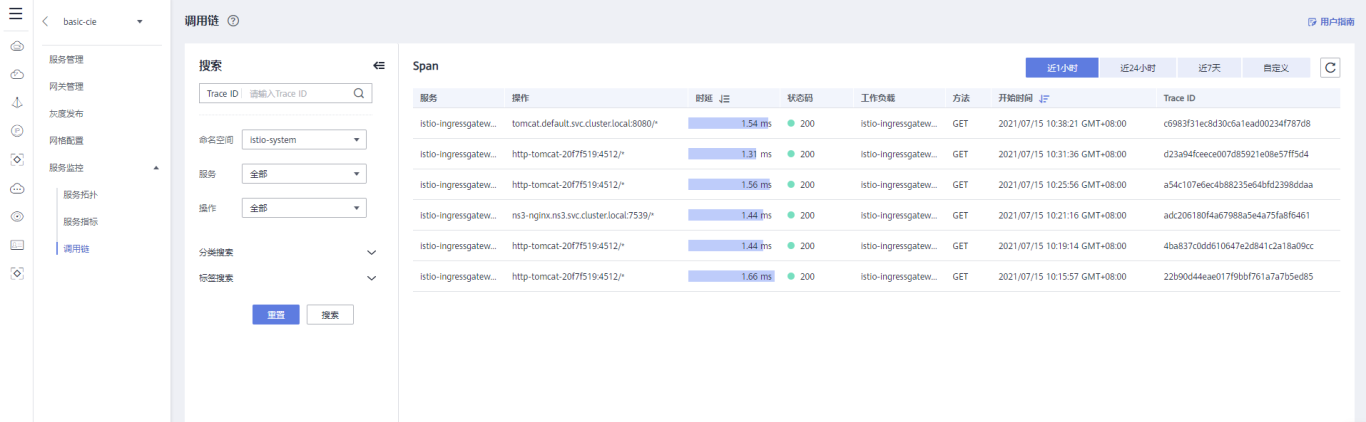 basic-cie
服务管理
网关管理
灰度发布
网格配置
服务监控
服务拓扑
服务指标
调用链
调用链
用户指南
搜索
Trace ID 请输入Trace ID
命名空间 istio-system
服务 全部
操作 全部
分类搜索
标签搜索
重置 搜索
Span
近1小时 近24小时 近7天 自定义
服务 操作 时延 状态码 工作负载 方法 开始时间 Trace ID
istio-ingressgatew... tomcat.default.svc.cluster.local:8080/* 1.54 ms 200 istio-ingressgatew... GET 2021/07/15 10:38:21 GMT+08:00 c6983f31ec8d30c6a1ead00234f787d8
istio-ingressgatew... http-tomcat-20f7f519:4512/* 1.31 ms 200 istio-ingressgatew... GET 2021/07/15 10:31:36 GMT+08:00 d23a94fceece007d85921e08e57ff5d4
istio-ingressgatew... http-tomcat-20f7f519:4512/* 1.56 ms 200 istio-ingressgatew... GET 2021/07/15 10:25:56 GMT+08:00 a54c107e6ec4b88235e64bfd2398ddaa
istio-ingressgatew... ns3-nginx.ns3.svc.cluster.local:7539/* 1.44 ms 200 istio-ingressgatew... GET 2021/07/15 10:21:16 GMT+08:00 adc206180f4a67988a5e4a75fa8f6461
istio-ingressgatew... http-tomcat-20f7f519:4512/* 1.44 ms 200 istio-ingressgatew... GET 2021/07/15 10:19:14 GMT+08:00 4ba837c0dd610647e2d841c2a18a09cc
istio-ingressgatew... http-tomcat-20f7f519:4512/* 1.66 ms 200 istio-ingressgatew... GET 2021/07/15 10:15:57 GMT+08:00 22b90d44eae017f9bbf761a7a7b5ed85